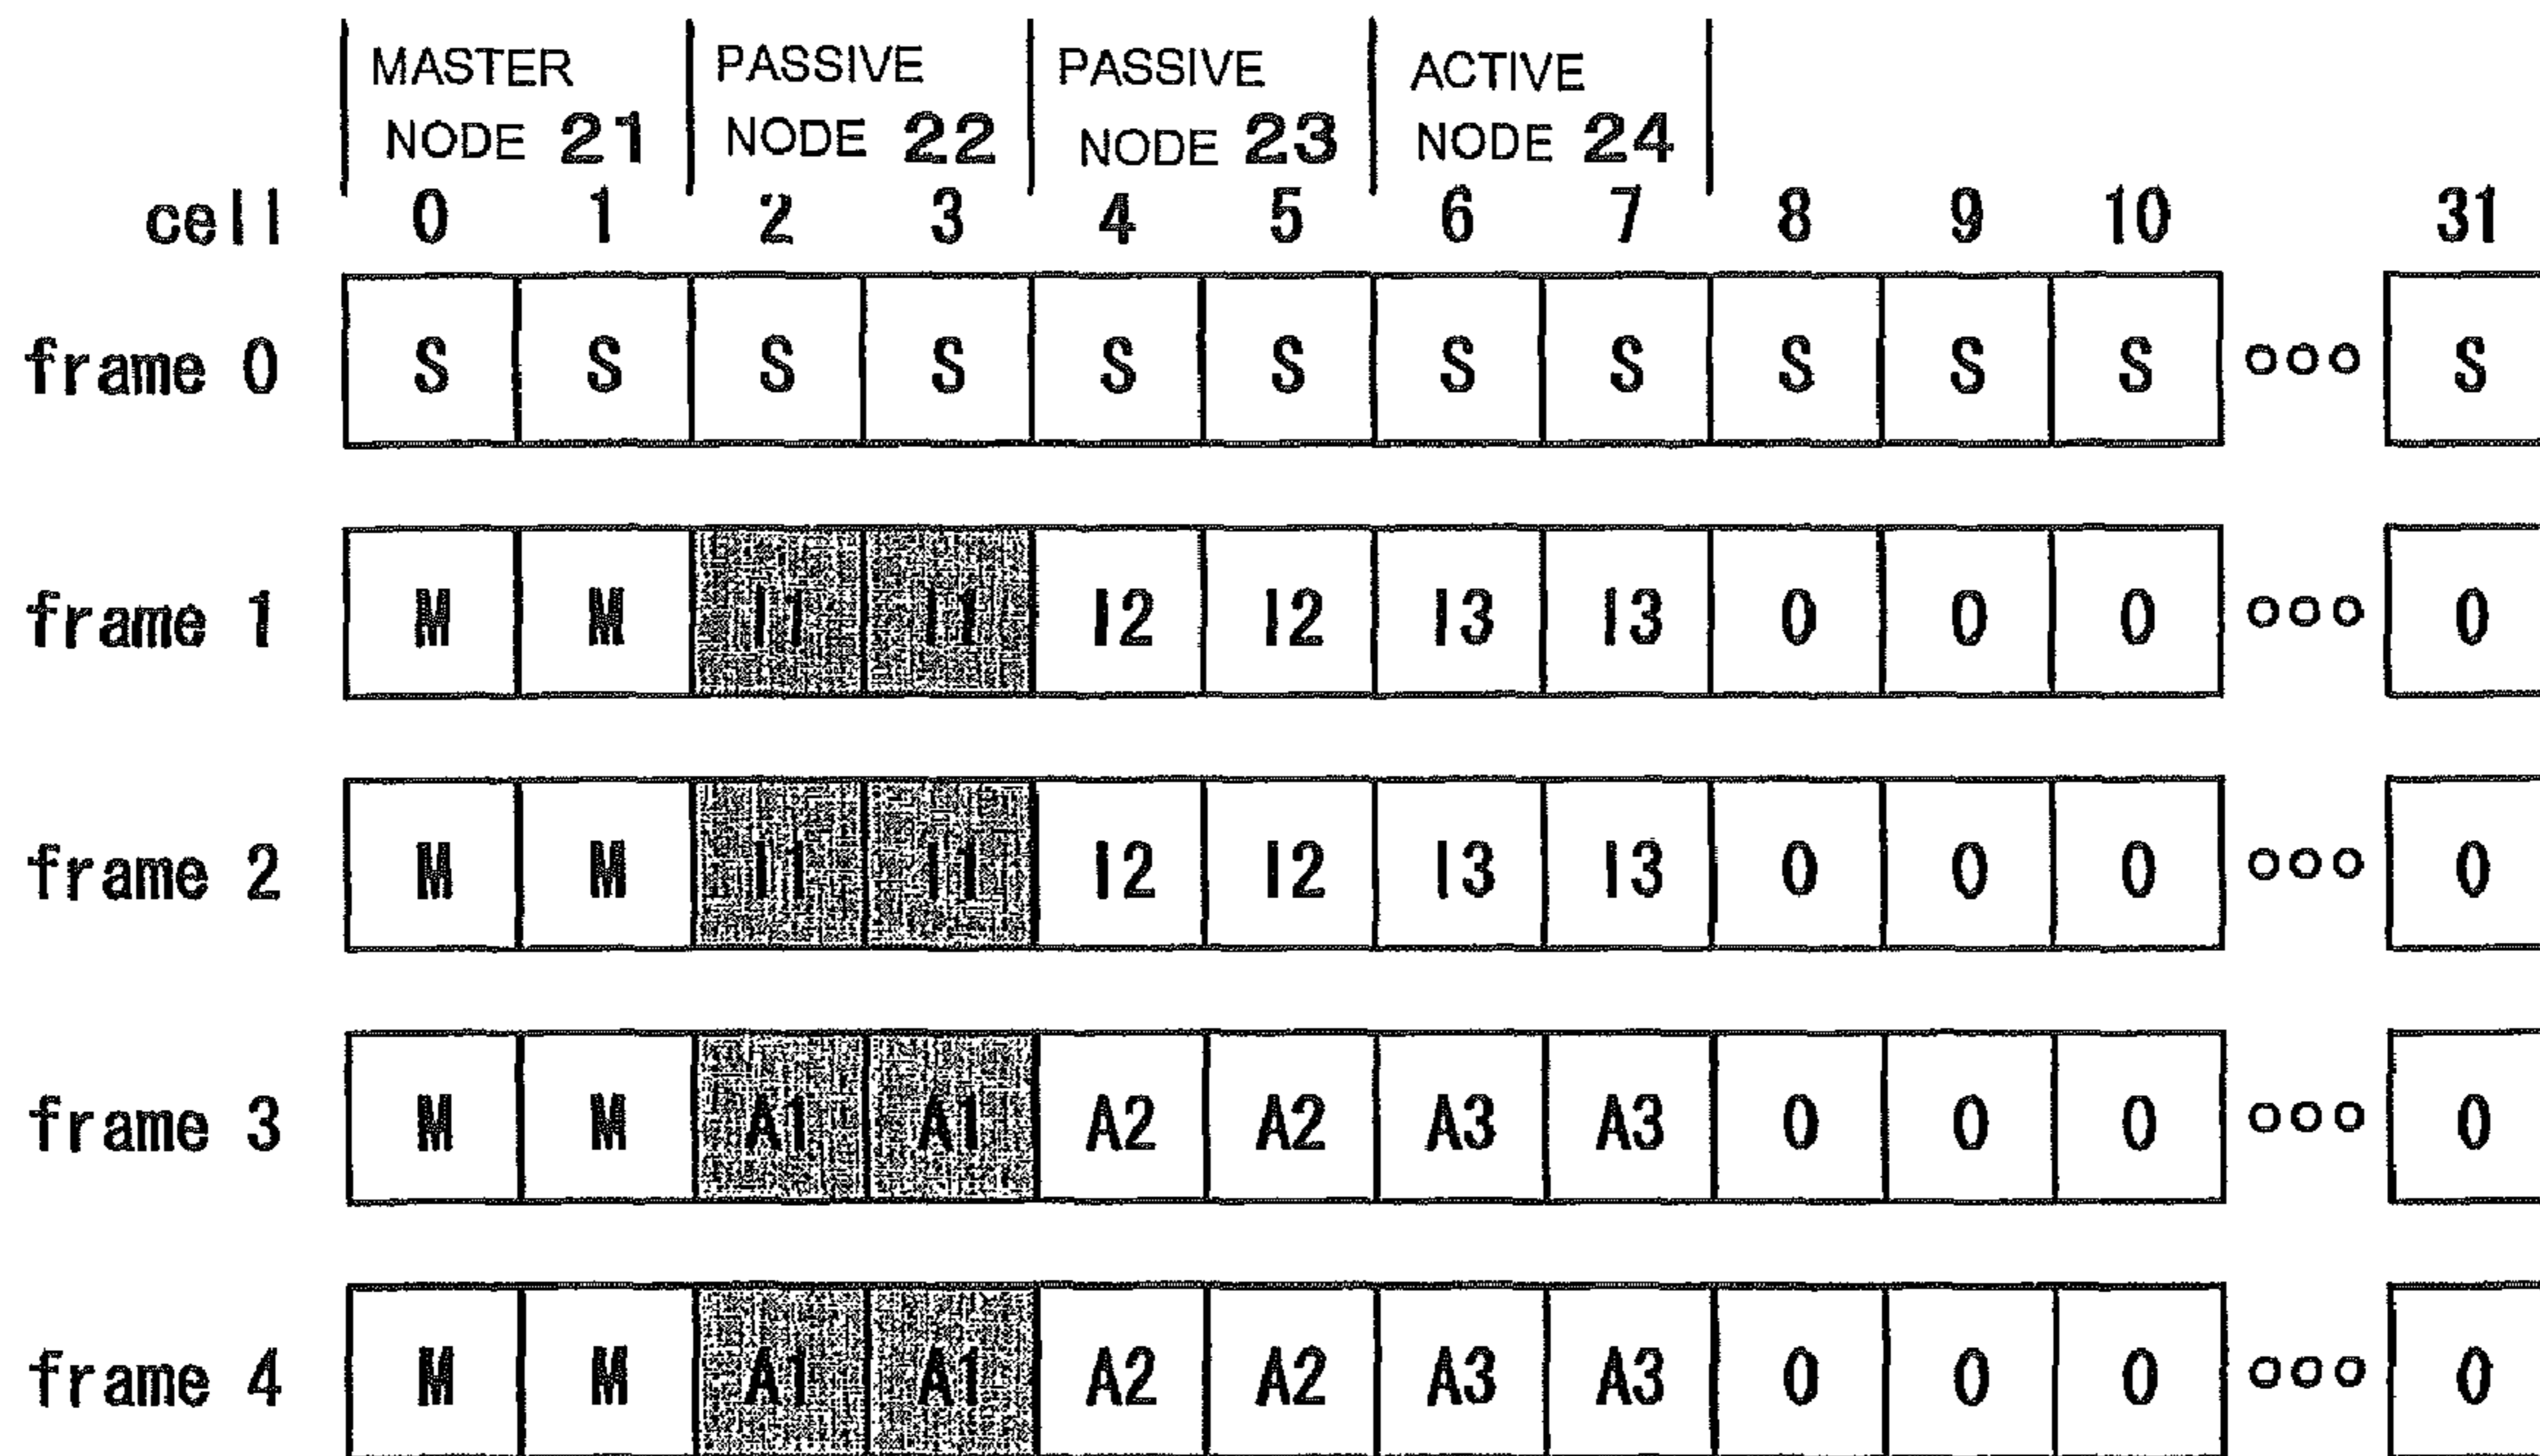 MASTER PASSIVE PASSIVE ACTIVE
NODE 21 NODE 22 NODE 23 NODE 24
cell 0 1 2 3 4 5 6 7 8 9 10 31
frame 0 S S S S S S S S S S S ooo S
frame 1 M M I1 I1 I2 I2 I3 I3 0 0 0 ooo 0
frame 2 M M I1 I1 I2 I2 I3 I3 0 0 0 ooo 0
frame 3 M M A1 A1 A2 A2 A3 A3 0 0 0 ooo 0
frame 4 M M A1 A1 A2 A2 A3 A3 0 0 0 ooo 0